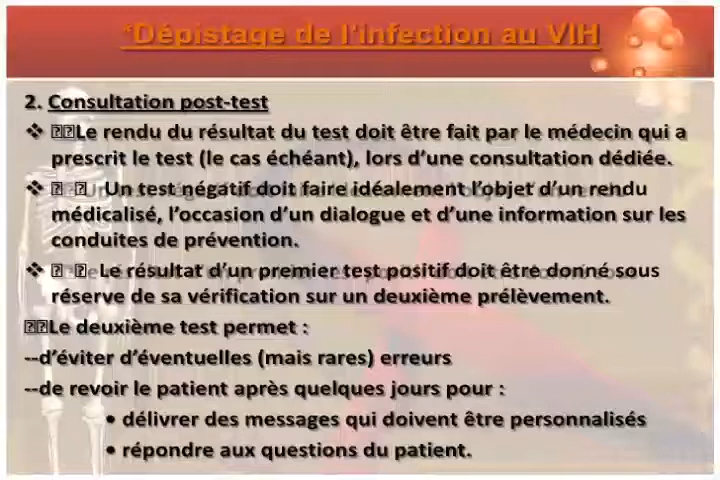 *Dépistage de l'infection au VIH
2. Consultation post-test
❖ Le rendu du résultat du test doit être fait par le médecin qui a
prescrit le test (le cas échéant), lors d'une consultation dédiée.
❖ Un test négatif doit faire idéalement l'objet d'un rendu
médicalisé, l'occasion d'un dialogue et d'une information sur les
conduites de prévention.
❖ Le résultat d'un premier test positif doit être donné sous
réserve de sa vérification sur un deuxième prélèvement.
Le deuxième test permet :
--d'éviter d'éventuelles (mais rares) erreurs
--de revoir le patient après quelques jours pour :
• délivrer des messages qui doivent être personnalisés
• répondre aux questions du patient.